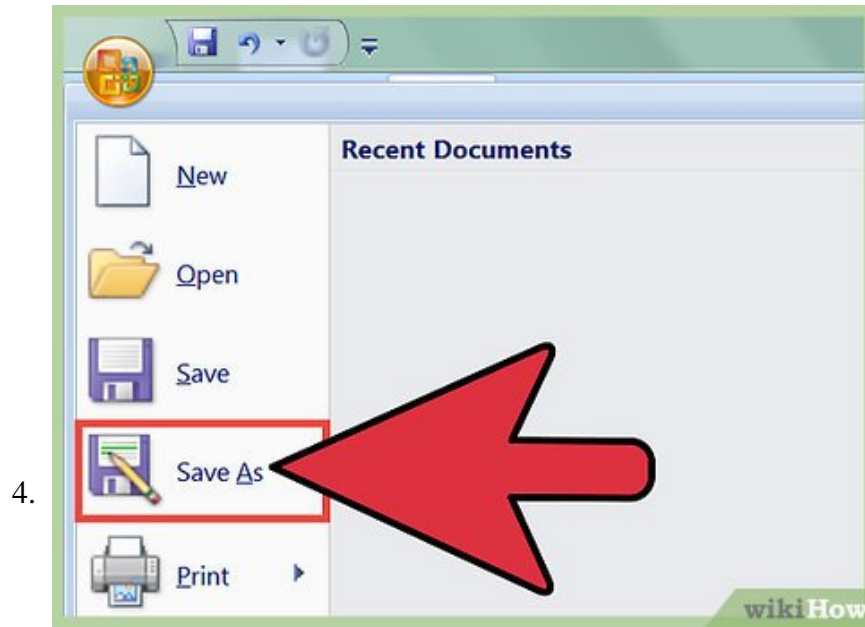 Recent Documents
New
Open
Save
4.
Save As
Print
wikiHow